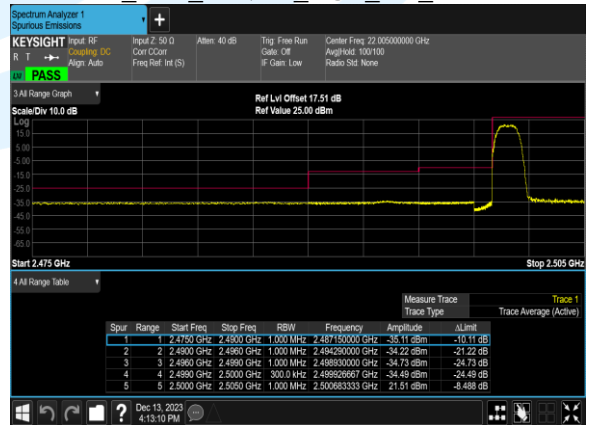 Spectrum Analyzer 1
Spurious Emissions
+
KEYSIGHT Input: RF Input Z: 50 Ω Atten: 40 dB Trig: Free Run Center Freq: 22.005000000 GHz
R T Coupling: DC Corr CCorr Gate: Off Avg|Hold: 100/100
Align: Auto Freq Ref: Int (S) IF Gain: Low Radio Std: None
LV PASS
3 All Range Graph
Ref Lvl Offset 17.51 dB
Scale/Div 10.0 dB Ref Value 25.00 dBm
Log
15.0
5.00
-5.00
-15.0
-25.0
-35.0
-45.0
-55.0
-65.0
Start 2.475 GHz Stop 2.505 GHz
4 All Range Table
Measure Trace Trace 1
Trace Type Trace Average (Active)
Spur Range Start Freq Stop Freq RBW Frequency Amplitude ΔLimit
1 1 2.4750 GHz 2.4900 GHz 1.000 MHz 2.487150000 GHz -35.11 dBm -10.11 dB
2 2 2.4900 GHz 2.4960 GHz 1.000 MHz 2.494290000 GHz -34.22 dBm -21.22 dB
3 3 2.4960 GHz 2.4990 GHz 1.000 MHz 2.498930000 GHz -34.73 dBm -24.73 dB
4 4 2.4990 GHz 2.5000 GHz 300.0 kHz 2.499926667 GHz -34.49 dBm -24.49 dB
5 5 2.5000 GHz 2.5050 GHz 1.000 MHz 2.500683333 GHz 21.51 dBm -8.488 dB
? Dec 13, 2023
4:13:10 PM